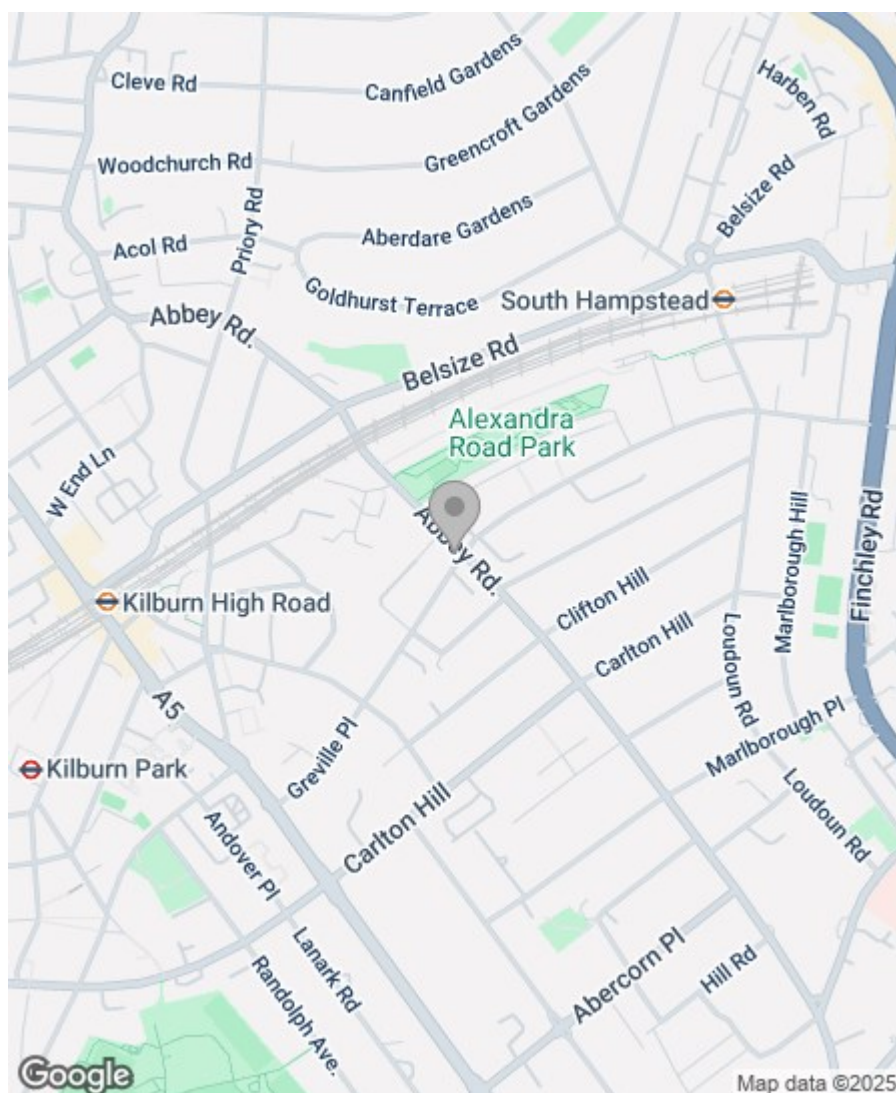 Cleve Rd
Canfield Gardens
Harben Rd
Woodchurch Rd
Greencroft Gardens
Belsize Rd
Priory Rd
Aberdare Gardens
Acol Rd
Goldhurst Terrace
South Hampstead
Abbey Rd.
Belsize Rd
Alexandra
Road Park
W End Ln
Abbey Rd.
Marlborough Hill
Finchley Rd
Kilburn High Road
Clifton Hill
Carlton Hill
Loudoun Rd
A5
Greville Pl
Marlborough Pl
Kilburn Park
Loudoun Rd
Carlton Hill
Andover Pl
Lanark Rd
Randolph Ave.
Abercorn Pl
Hill Rd
Google
Map data ©2025